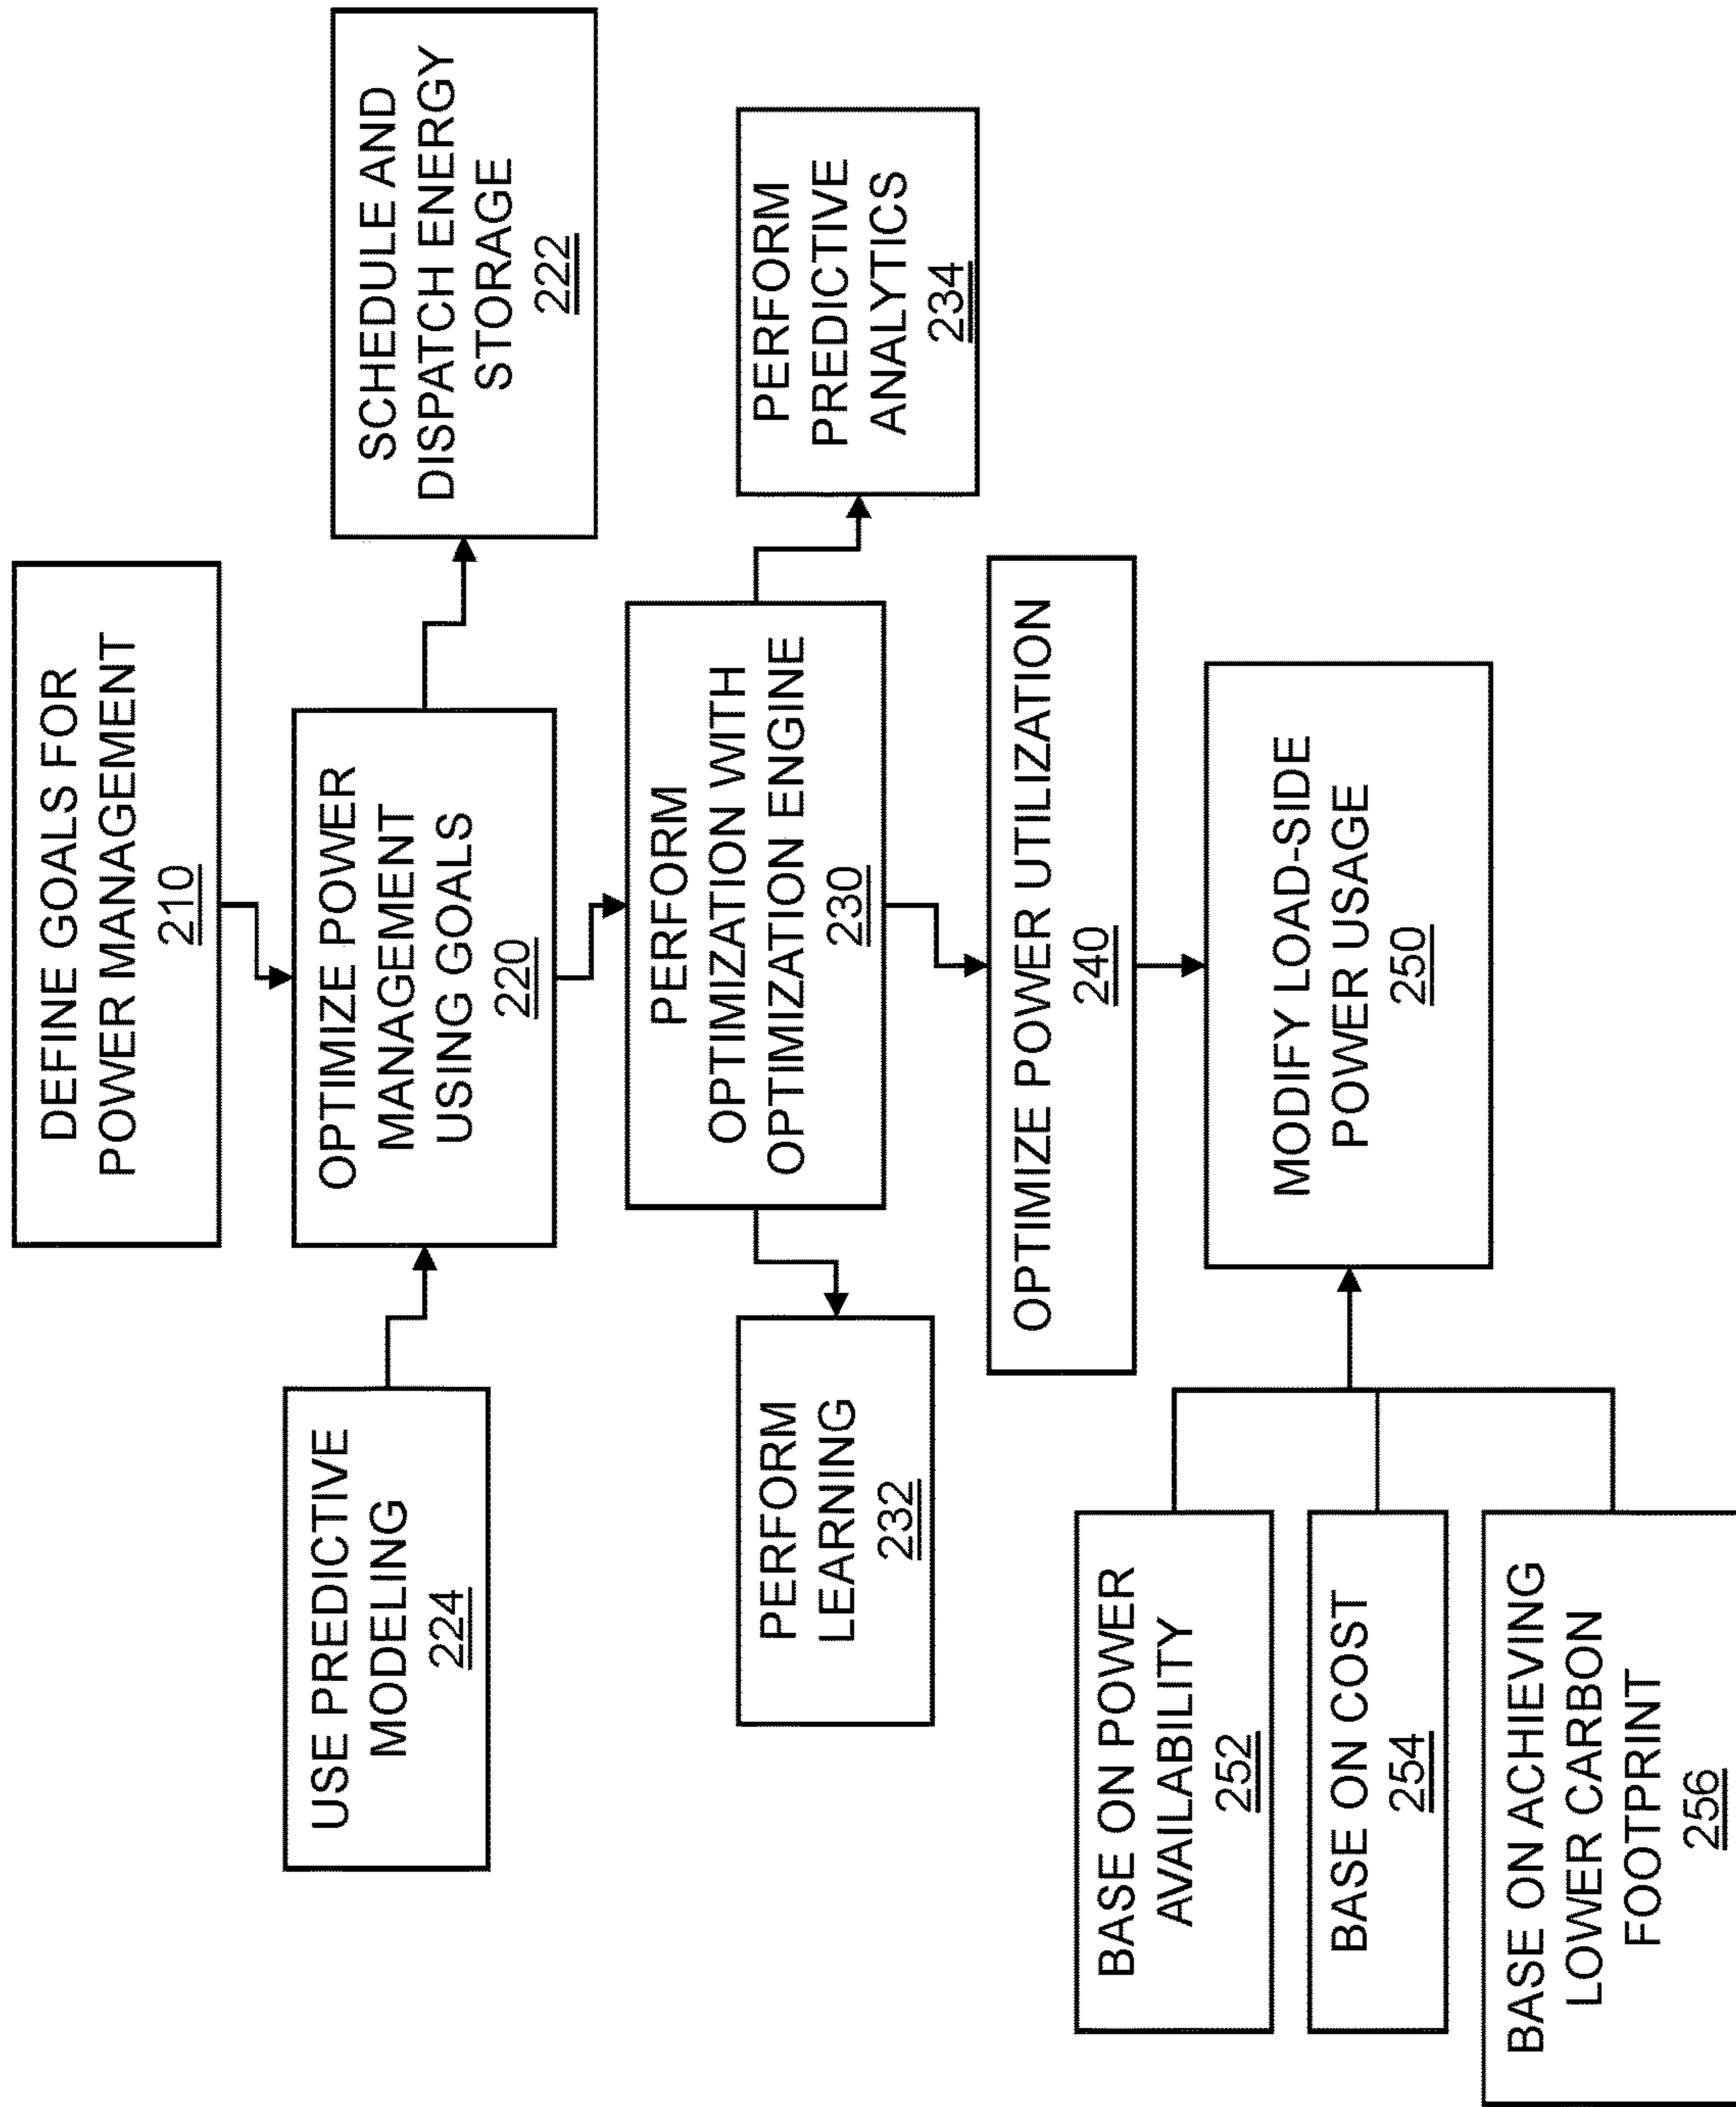 DEFINE GOALS FOR
POWER MANAGEMENT
210
USE PREDICTIVE
MODELING
224
OPTIMIZE POWER
MANAGEMENT
USING GOALS
220
SCHEDULE AND
DISPATCH ENERGY
STORAGE
222
PERFORM
OPTIMIZATION WITH
OPTIMIZATION ENGINE
230
PERFORM
LEARNING
232
PERFORM
PREDICTIVE
ANALYTICS
234
OPTIMIZE POWER UTILIZATION
240
BASE ON POWER
AVAILABILITY
252
MODIFY LOAD-SIDE
POWER USAGE
250
BASE ON COST
254
BASE ON ACHIEVING
LOWER CARBON
FOOTPRINT
256